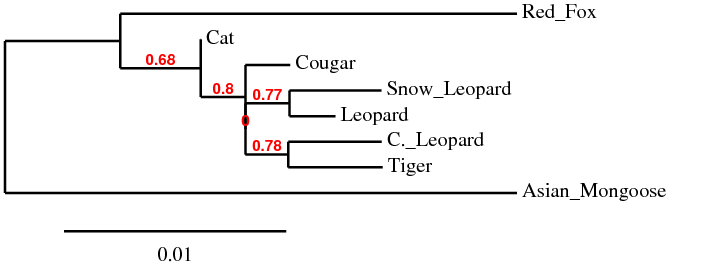 Red_Fox
Cat
0.68
Cougar
0.8
0.77
Snow_Leopard
Leopard
0
0.78
C._Leopard
Tiger
Asian_Mongoose
0.01